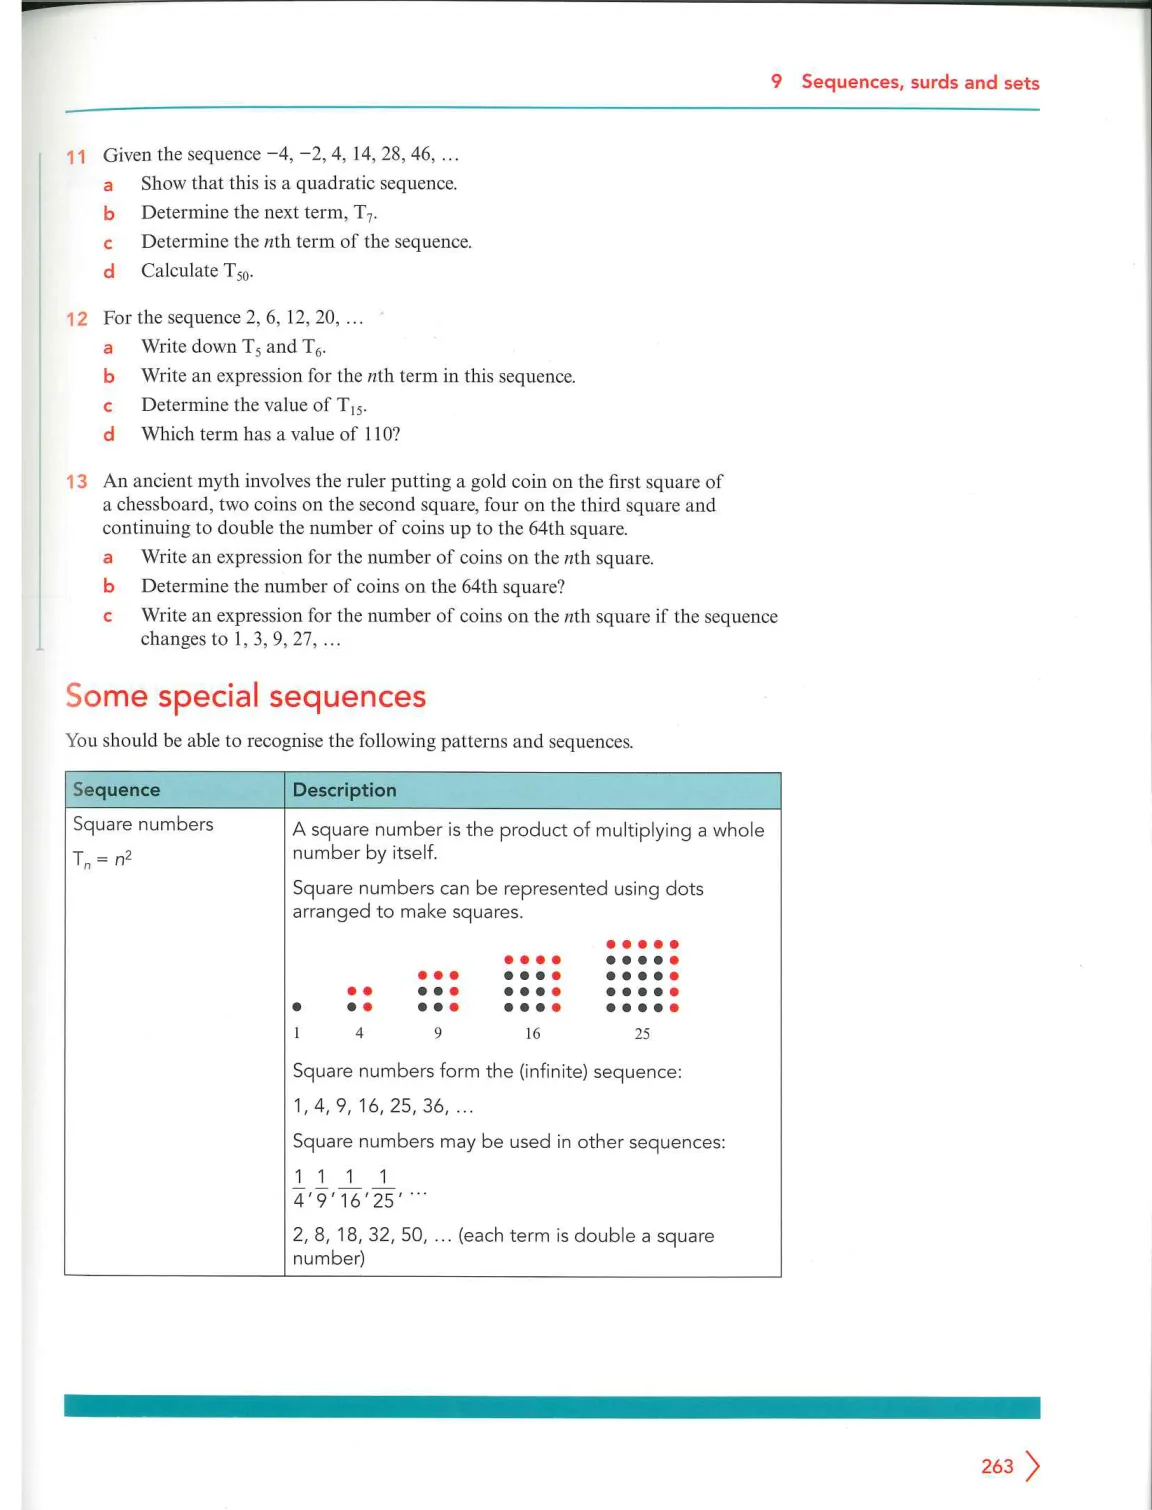 9 Sequences, surds and sets
11 Given the sequence −4, −2, 4, 14, 28, 46, ...
a Show that this is a quadratic sequence.
b Determine the next term, T₇.
c Determine the nth term of the sequence.
d Calculate T₅₀.
12 For the sequence 2, 6, 12, 20, ...
a Write down T₅ and T₆.
b Write an expression for the nth term in this sequence.
c Determine the value of T₁₅.
d Which term has a value of 110?
13 An ancient myth involves the ruler putting a gold coin on the first square of
a chessboard, two coins on the second square, four on the third square and
continuing to double the number of coins up to the 64th square.
a Write an expression for the number of coins on the nth square.
b Determine the number of coins on the 64th square?
c Write an expression for the number of coins on the nth square if the sequence
changes to 1, 3, 9, 27, ...
Some special sequences
You should be able to recognise the following patterns and sequences.
Sequence Description
Square numbers
Tₙ = n²
A square number is the product of multiplying a whole
number by itself.
Square numbers can be represented using dots
arranged to make squares.
1 4 9 16 25
Square numbers form the (infinite) sequence:
1, 4, 9, 16, 25, 36, ...
Square numbers may be used in other sequences:
1/4, 1/9, 1/16, 1/25, ...
2, 8, 18, 32, 50, ... (each term is double a square
number)
263